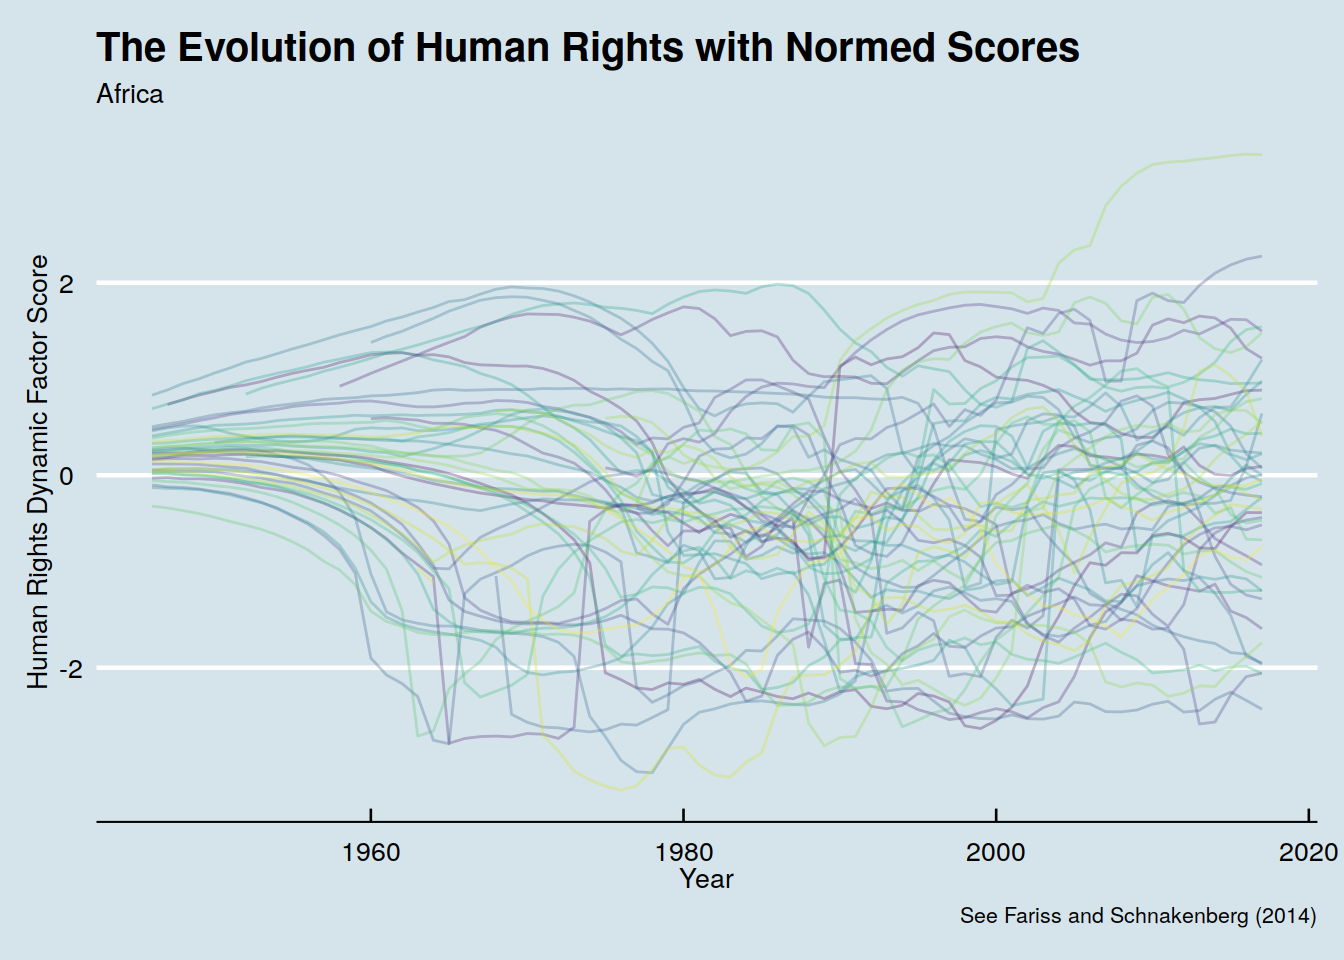 The Evolution of Human Rights with Normed Scores
Africa
Human Rights Dynamic Factor Score
2
0
-2
1960
1980
2000
2020
Year
See Fariss and Schnakenberg (2014)